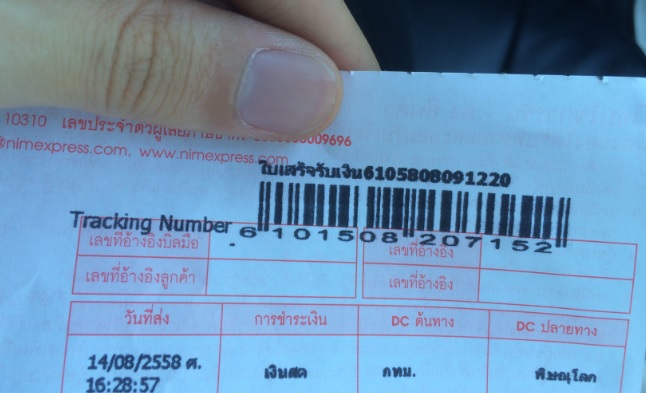 10310 เลขประจำตัวผู้เสียภาษี 009696
@nimexpress.com, www.nimexpress.com
ใบเสร็จรับเงิน6105808091220
Tracking Number 6 101508 207152
เลขที่อ้างอิงบิลมือ เลขที่อ้างอิง
เลขที่อ้างอิงลูกค้า เลขที่อ้างอิง
วันที่ส่ง การชำระเงิน DC ต้นทาง DC ปลายทาง
14/08/2558 ศ. เงินสด กทม. พิษณุโลก
16:28:57